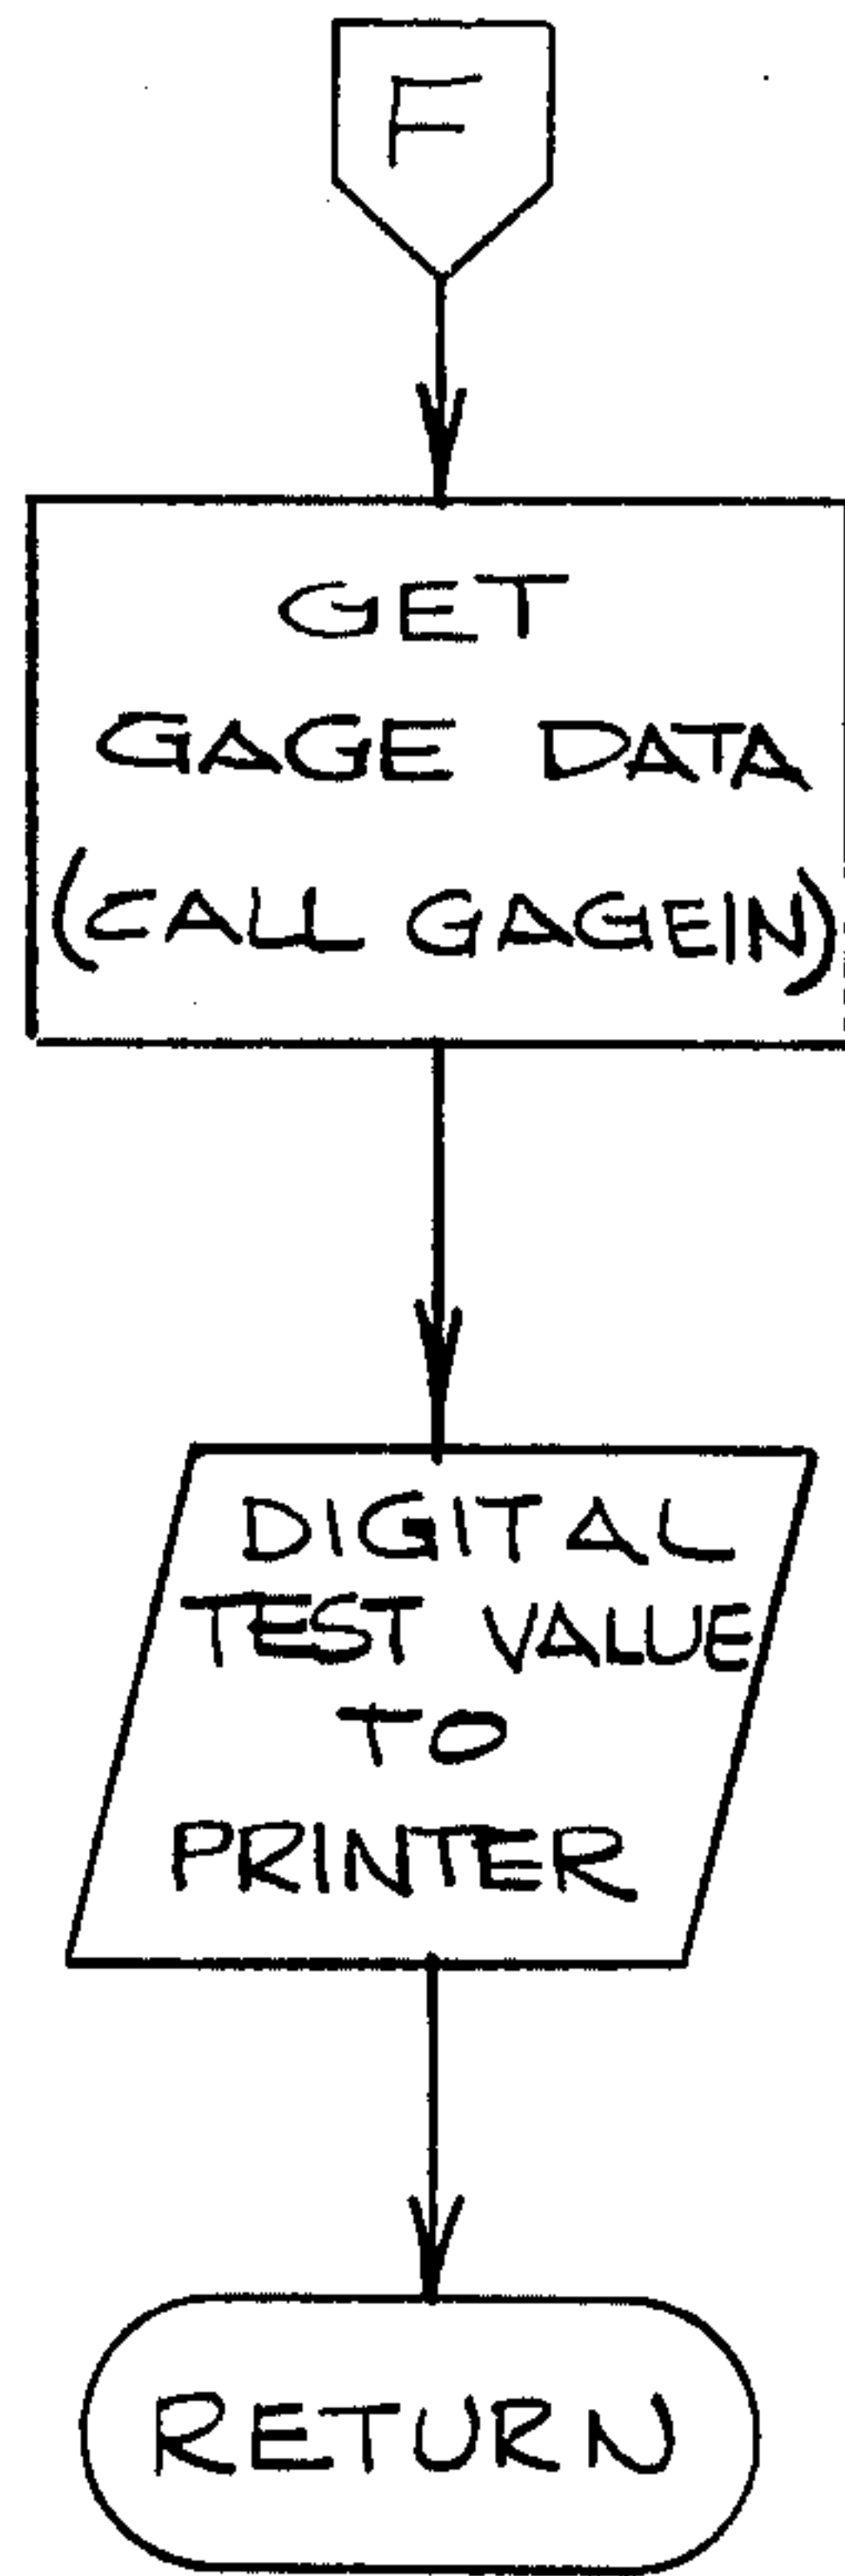 F
GET
GAGE DATA
(CALL GAGEIN)
DIGITAL
TEST VALUE
TO
PRINTER
RETURN